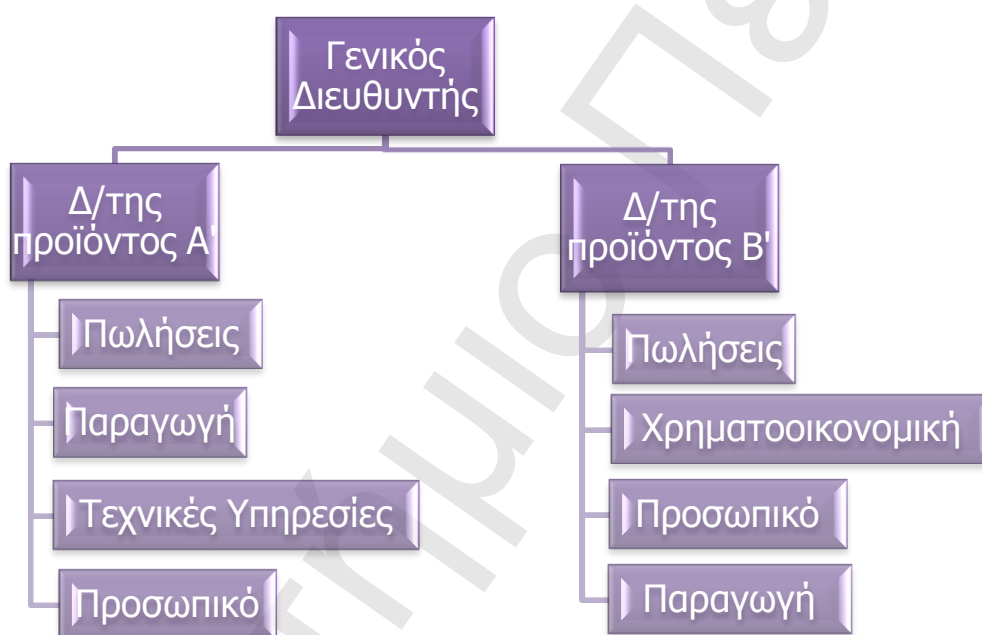 Γενικός
Διευθυντής
Δ/της
προϊόντος Α'
Πωλήσεις
Παραγωγή
Τεχνικές Υπηρεσίες
Προσωπικό
Δ/της
προϊόντος Β'
Πωλήσεις
Χρηματοοικονομική
Προσωπικό
Παραγωγή